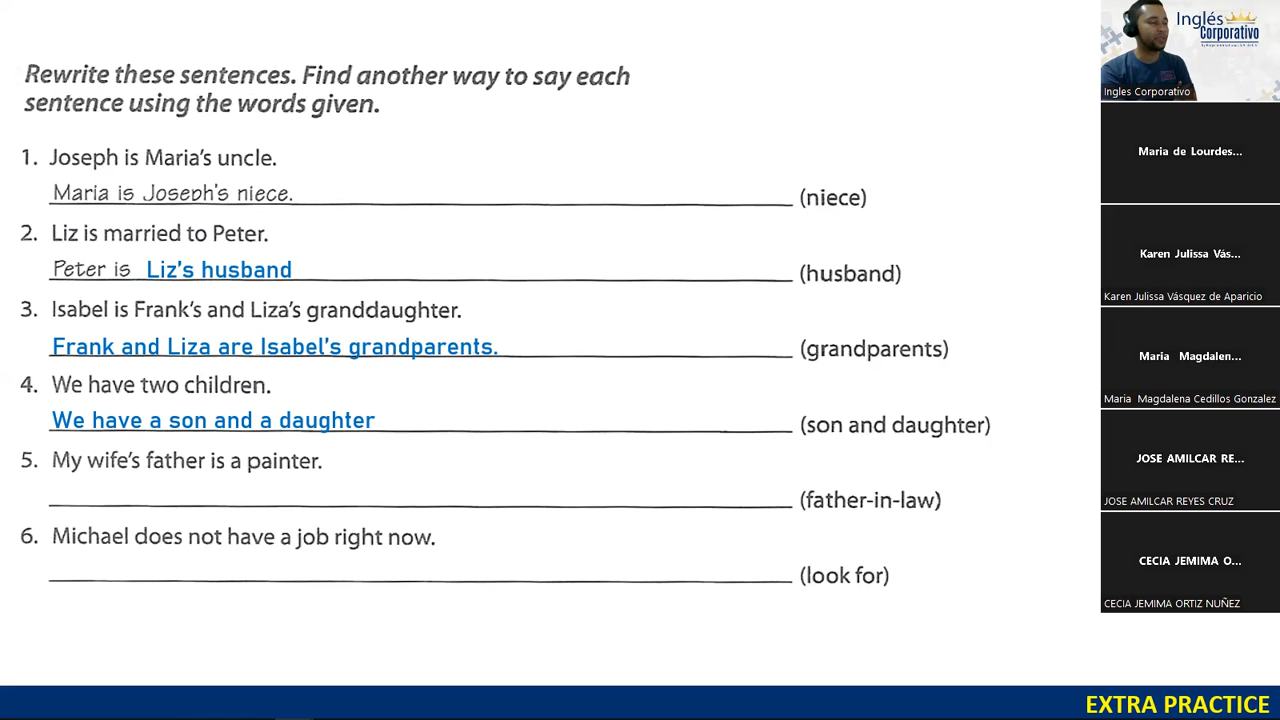 Rewrite these sentences. Find another way to say each
sentence using the words given.
1. Joseph is Maria's uncle.
Maria is Joseph's niece. (niece)
2. Liz is married to Peter.
Peter is Liz's husband (husband)
3. Isabel is Frank's and Liza's granddaughter.
Frank and Liza are Isabel's grandparents. (grandparents)
4. We have two children.
We have a son and a daughter (son and daughter)
5. My wife's father is a painter.
(father-in-law)
6. Michael does not have a job right now.
(look for)
EXTRA PRACTICE
Inglés
Corporativo
Ingles Corporativo
Maria de Lourdes...
Karen Julissa Vás...
Karen Julissa Vásquez de Aparicio
Maria Magdalen...
Maria Magdalena Cedillos Gonzalez
JOSE AMILCAR RE...
JOSE AMILCAR REYES CRUZ
CECIA JEMIMA O...
CECIA JEMIMA ORTIZ NUÑEZ